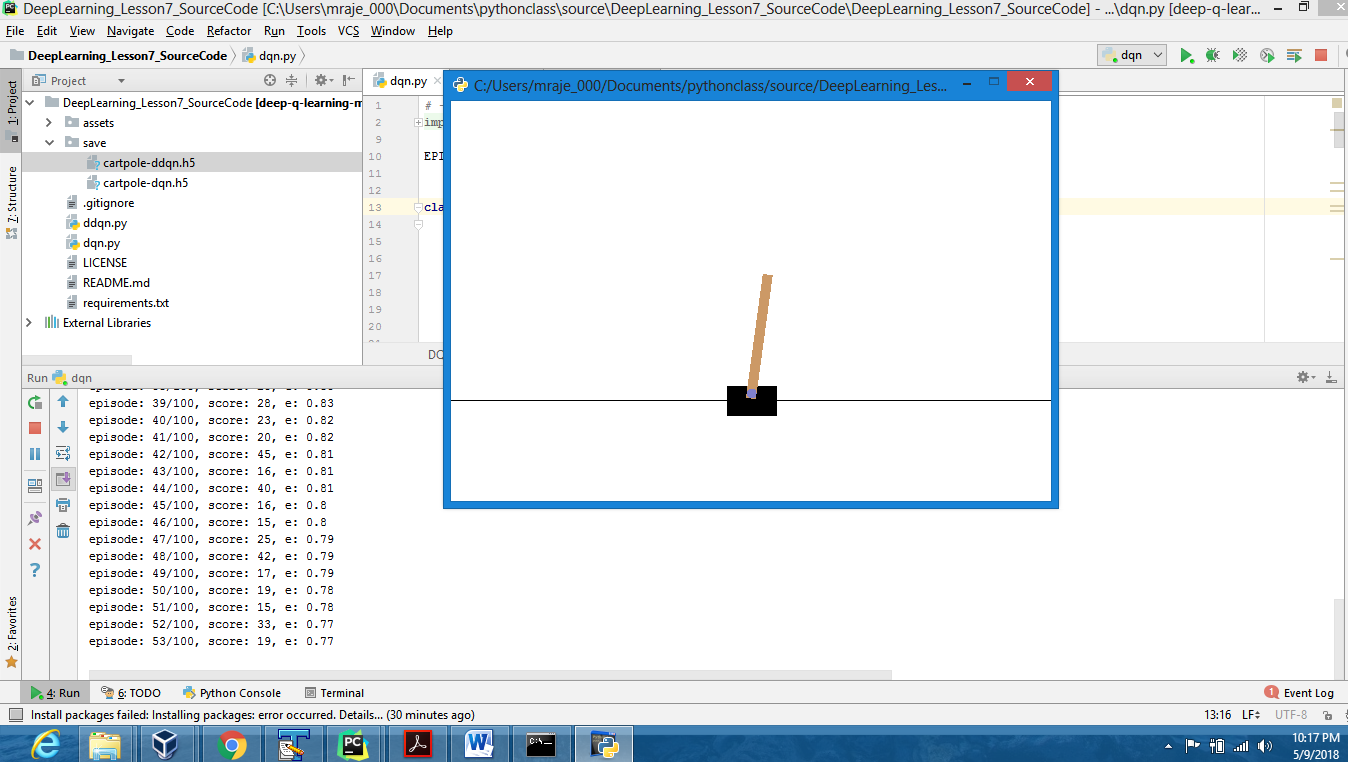 DeepLearning_Lesson7_SourceCode [C:\Users\mraje_000\Documents\pythonclass\source\DeepLearning_Lesson7_SourceCode\DeepLearning_Lesson7_SourceCode] - ...\dqn.py [deep-q-lear...
File Edit View Navigate Code Refactor Run Tools VCS Window Help
DeepLearning_Lesson7_SourceCode dqn.py dqn
1: Project
7: Structure
2: Favorites
Project
DeepLearning_Lesson7_SourceCode [deep-q-learning-m
assets
save
cartpole-ddqn.h5
cartpole-dqn.h5
.gitignore
ddqn.py
dqn.py
LICENSE
README.md
requirements.txt
External Libraries
dqn.py
1 # -
2 imp
9
10 EPI
11
12
13 cla
14
15
16
17
18
19
20
DQ
C:/Users/mraje_000/Documents/pythonclass/source/DeepLearning_Les...
Run dqn
episode: 39/100, score: 28, e: 0.83
episode: 40/100, score: 23, e: 0.82
episode: 41/100, score: 20, e: 0.82
episode: 42/100, score: 45, e: 0.81
episode: 43/100, score: 16, e: 0.81
episode: 44/100, score: 40, e: 0.81
episode: 45/100, score: 16, e: 0.8
episode: 46/100, score: 15, e: 0.8
episode: 47/100, score: 25, e: 0.79
episode: 48/100, score: 42, e: 0.79
episode: 49/100, score: 17, e: 0.79
episode: 50/100, score: 19, e: 0.78
episode: 51/100, score: 15, e: 0.78
episode: 52/100, score: 33, e: 0.77
episode: 53/100, score: 19, e: 0.77
4: Run 6: TODO Python Console Terminal 1 Event Log
Install packages failed: Installing packages: error occurred. Details... (30 minutes ago) 13:16 LF UTF-8
10:17 PM
5/9/2018